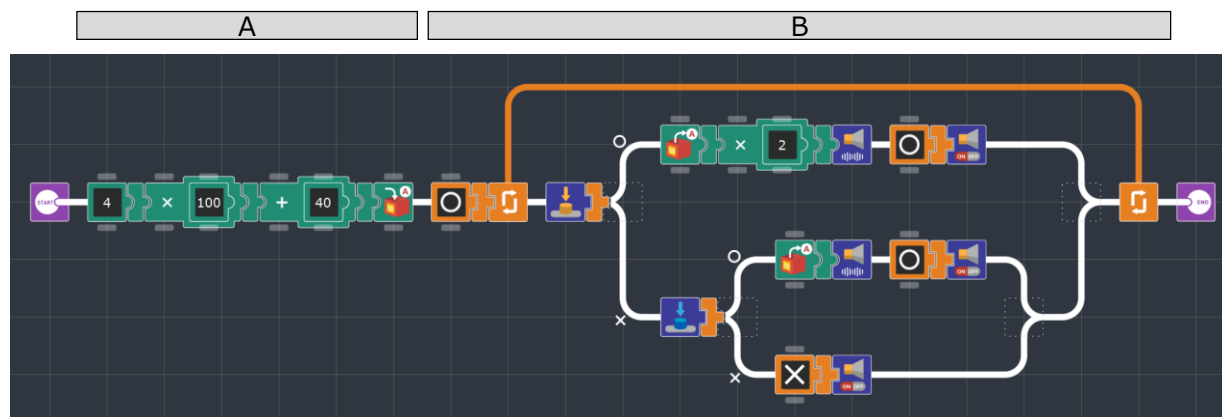 A B
A
× 2
ON OFF
START
4 × 100 + 40
A
END
A
ON OFF
ON OFF